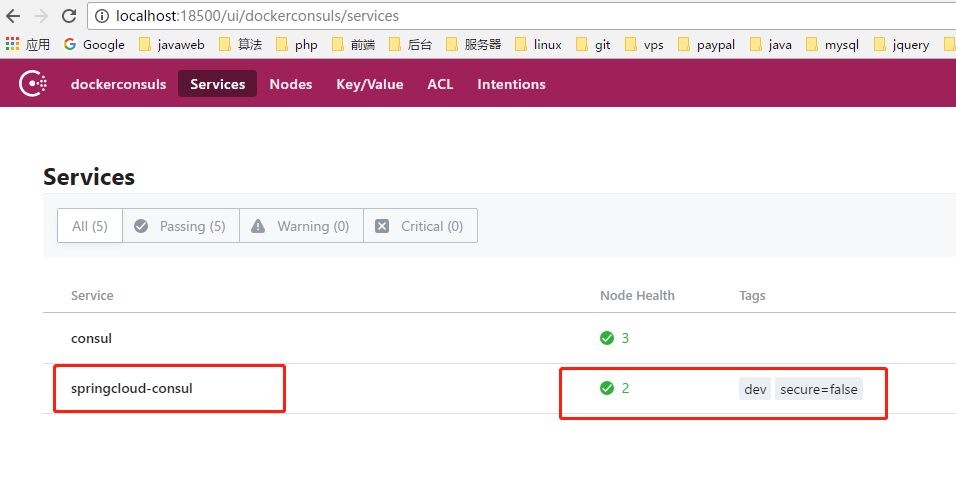 localhost:18500/ui/dockerconsuls/services
应用 Google javaweb 算法 php 前端 后台 服务器 linux git vps paypal java mysql jquery
dockerconsuls Services Nodes Key/Value ACL Intentions
Services
All (5) Passing (5) Warning (0) Critical (0)
Service Node Health Tags
consul 3
springcloud-consul 2 dev secure=false